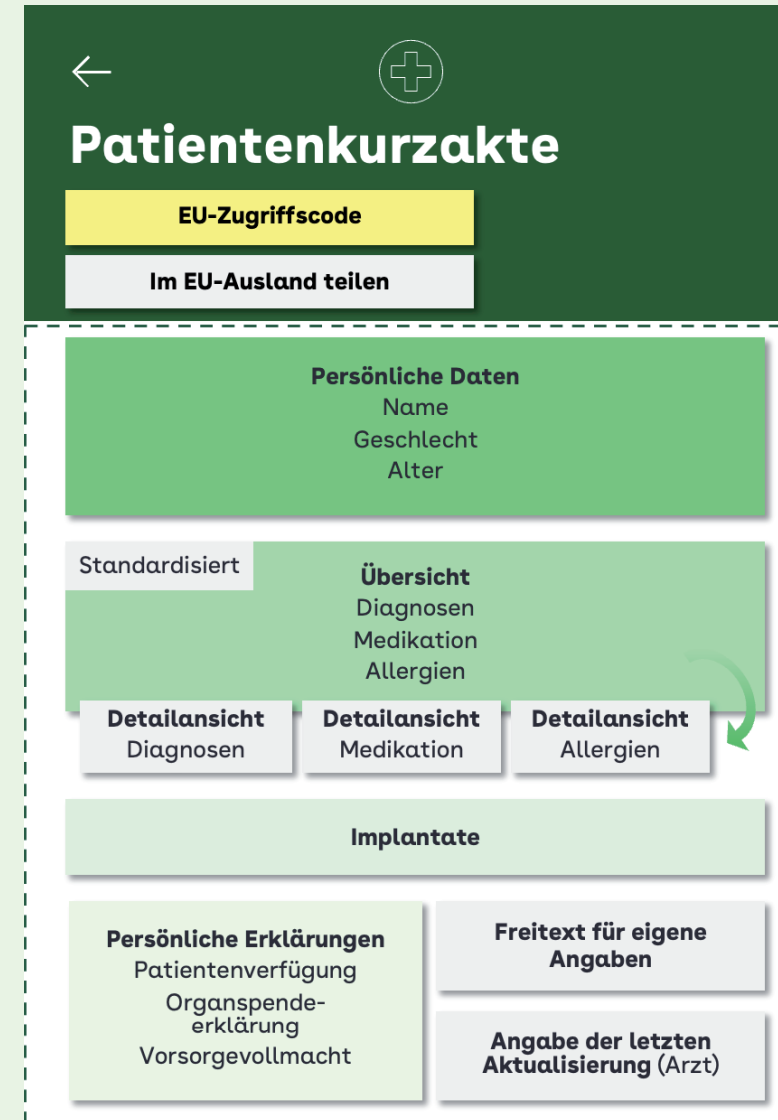 Patientenkurzakte
EU-Zugriffscode
Im EU-Ausland teilen
Persönliche Daten
Name
Geschlecht
Alter
Standardisiert
Übersicht
Diagnosen
Medikation
Allergien
Detailansicht
Diagnosen
Detailansicht
Medikation
Detailansicht
Allergien
Implantate
Persönliche Erklärungen
Patientenverfügung
Organspende-
erklärung
Vorsorgevollmacht
Freitext für eigene
Angaben
Angabe der letzten
Aktualisierung (Arzt)